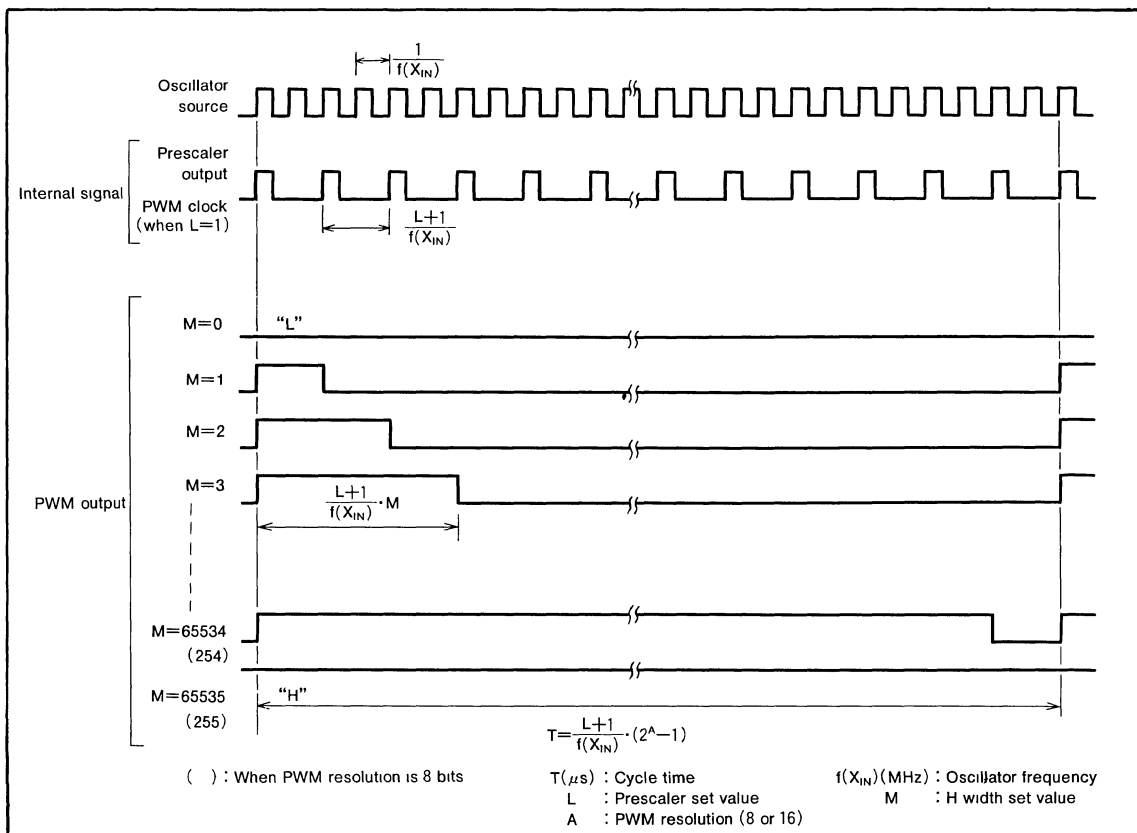 1
f(XIN)
Oscillator
source
Prescaler
output
Internal signal
PWM clock
(when L=1)
L+1
f(XIN)
M=0
"L"
M=1
M=2
M=3
L+1
f(XIN) ·M
PWM output
M=65534
(254)
M=65535
(255)
"H"
T= L+1
f(XIN) ·(2^A−1)
( ) : When PWM resolution is 8 bits
T(μs) : Cycle time
f(XIN)(MHz) : Oscillator frequency
L : Prescaler set value
M : H width set value
A : PWM resolution (8 or 16)